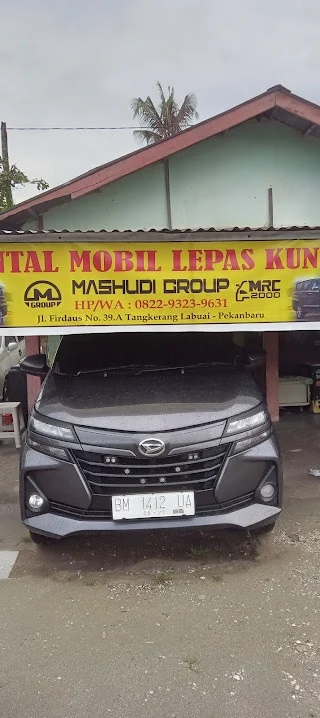 NTAL MOBIL LEPAS KUN
M GROUP MASHUDI GROUP MRC 2000
HP/WA : 0822-9323-9631
Jl. Firdaus No. 39.A Tangkerang Labuai - Pekanbaru
BM 1412 UA